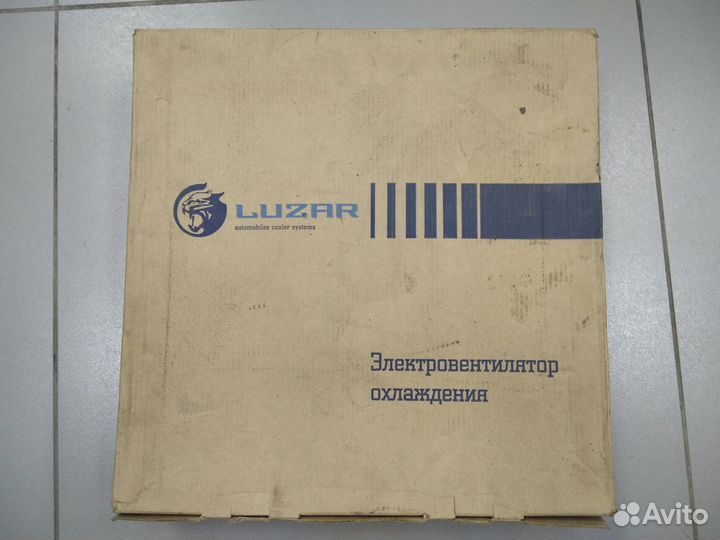 LUZAR
automobiles cooler systems
Электровентилятор
охлаждения
Avito